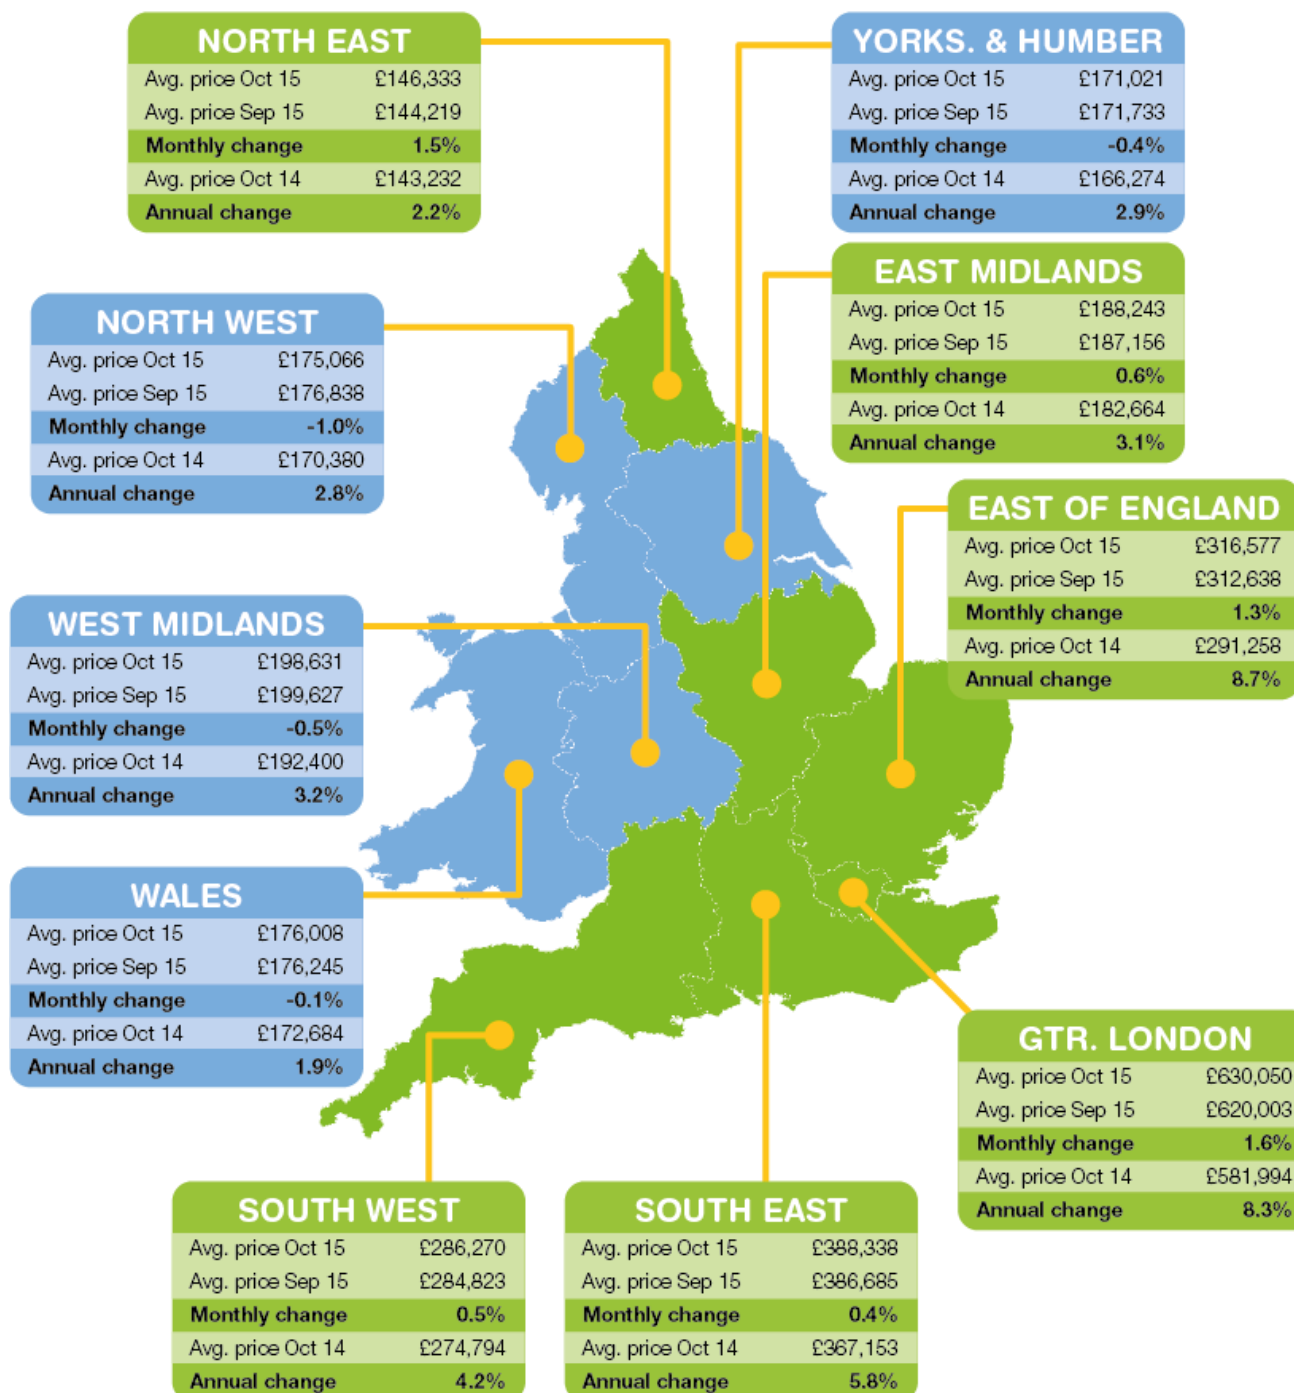 NORTH EAST
Avg. price Oct 15 £146,333
Avg. price Sep 15 £144,219
Monthly change 1.5%
Avg. price Oct 14 £143,232
Annual change 2.2%
YORKS. & HUMBER
Avg. price Oct 15 £171,021
Avg. price Sep 15 £171,733
Monthly change -0.4%
Avg. price Oct 14 £166,274
Annual change 2.9%
EAST MIDLANDS
Avg. price Oct 15 £188,243
Avg. price Sep 15 £187,156
Monthly change 0.6%
Avg. price Oct 14 £182,664
Annual change 3.1%
NORTH WEST
Avg. price Oct 15 £175,066
Avg. price Sep 15 £176,838
Monthly change -1.0%
Avg. price Oct 14 £170,380
Annual change 2.8%
EAST OF ENGLAND
Avg. price Oct 15 £316,577
Avg. price Sep 15 £312,638
Monthly change 1.3%
Avg. price Oct 14 £291,258
Annual change 8.7%
WEST MIDLANDS
Avg. price Oct 15 £198,631
Avg. price Sep 15 £199,627
Monthly change -0.5%
Avg. price Oct 14 £192,400
Annual change 3.2%
WALES
Avg. price Oct 15 £176,008
Avg. price Sep 15 £176,245
Monthly change -0.1%
Avg. price Oct 14 £172,684
Annual change 1.9%
GTR. LONDON
Avg. price Oct 15 £630,050
Avg. price Sep 15 £620,003
Monthly change 1.6%
Avg. price Oct 14 £581,994
Annual change 8.3%
SOUTH WEST
Avg. price Oct 15 £286,270
Avg. price Sep 15 £284,823
Monthly change 0.5%
Avg. price Oct 14 £274,794
Annual change 4.2%
SOUTH EAST
Avg. price Oct 15 £388,338
Avg. price Sep 15 £386,685
Monthly change 0.4%
Avg. price Oct 14 £367,153
Annual change 5.8%